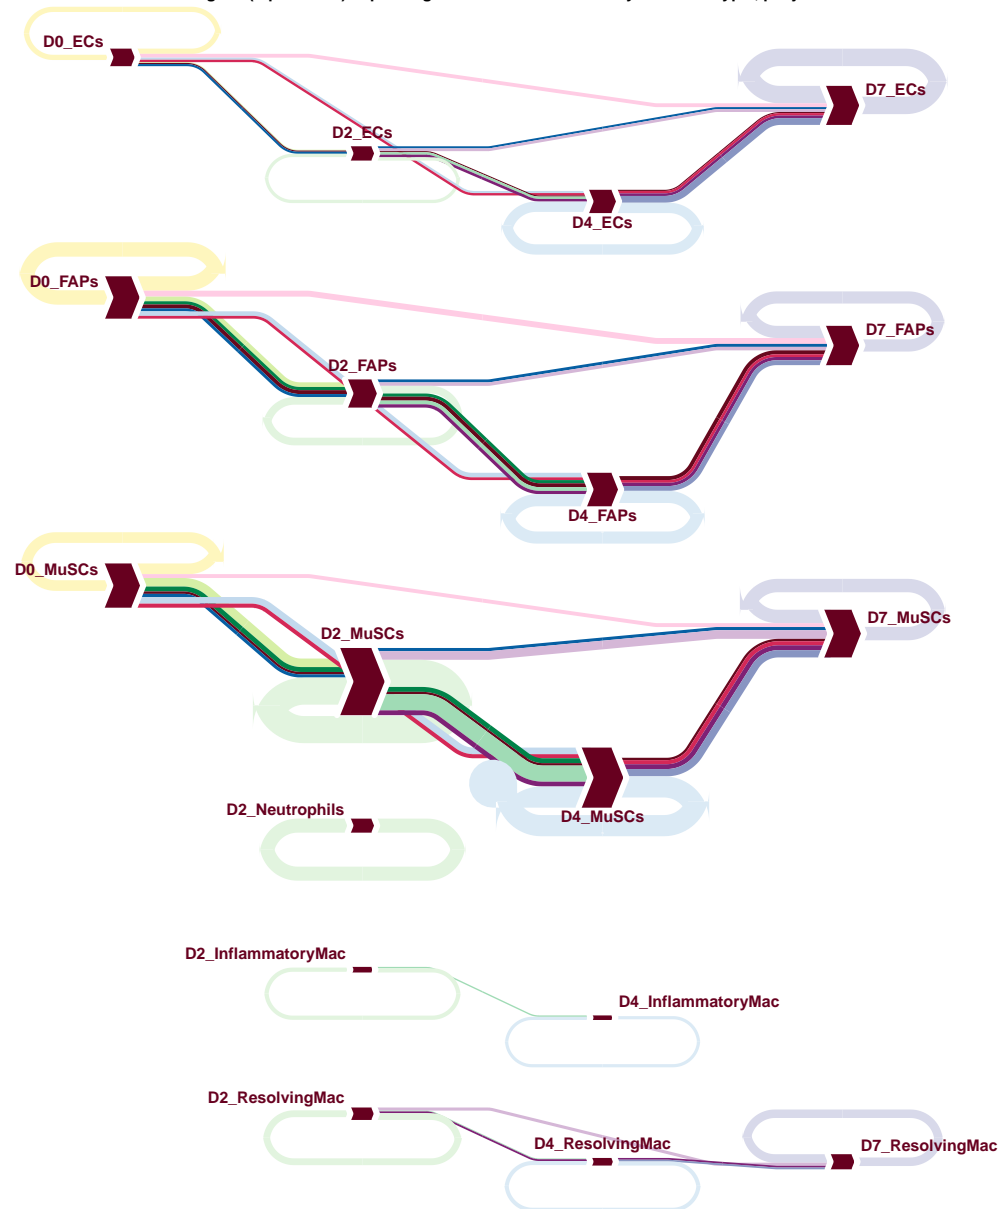 D0_ECs
D7_ECs
D2_ECs
D4_ECs
D0_FAPs
D7_FAPs
D2_FAPs
D4_FAPs
D0_MuSCs
D7_MuSCs
D2_MuSCs
D4_MuSCs
D2_Neutrophils
D2_InflammatoryMac
D4_InflammatoryMac
D2_ResolvingMac
D4_ResolvingMac
D7_ResolvingMac